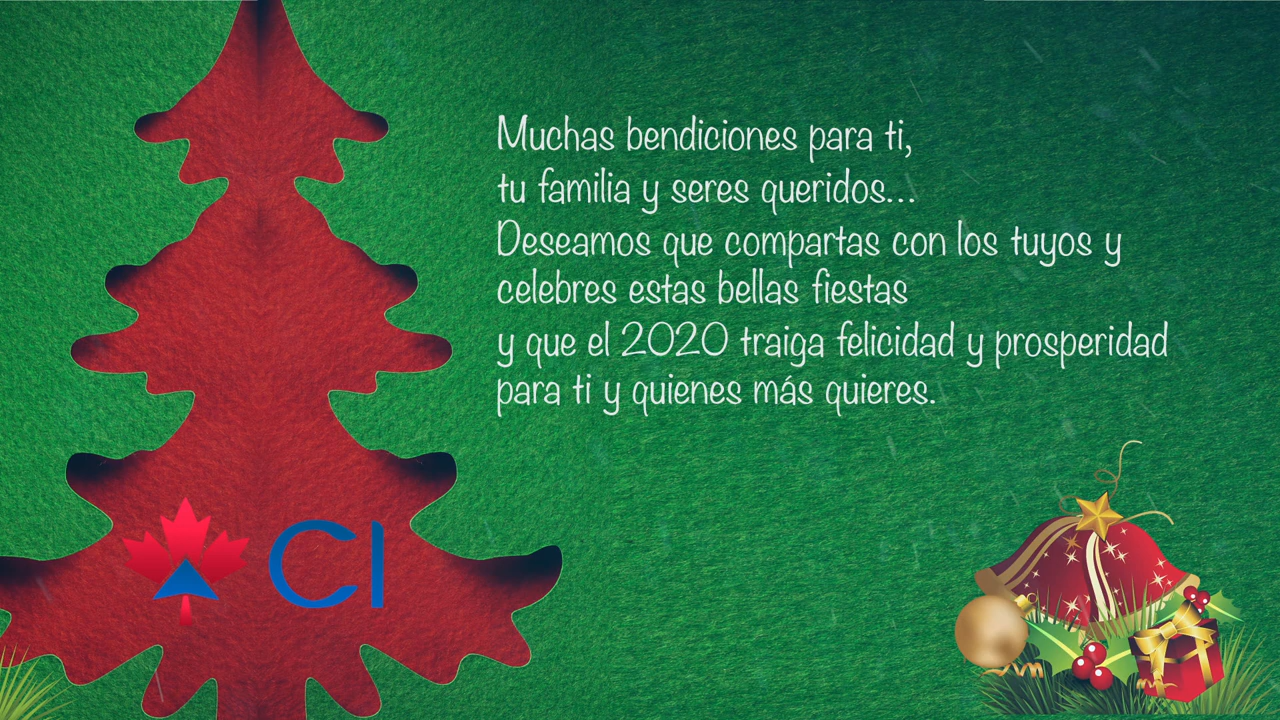 Muchas bendiciones para ti,
tu familia y seres queridos...
Deseamos que compartas con los tuyos y
celebres estas bellas fiestas
y que el 2020 traiga felicidad y prosperidad
para ti y quienes más quieres.
CI